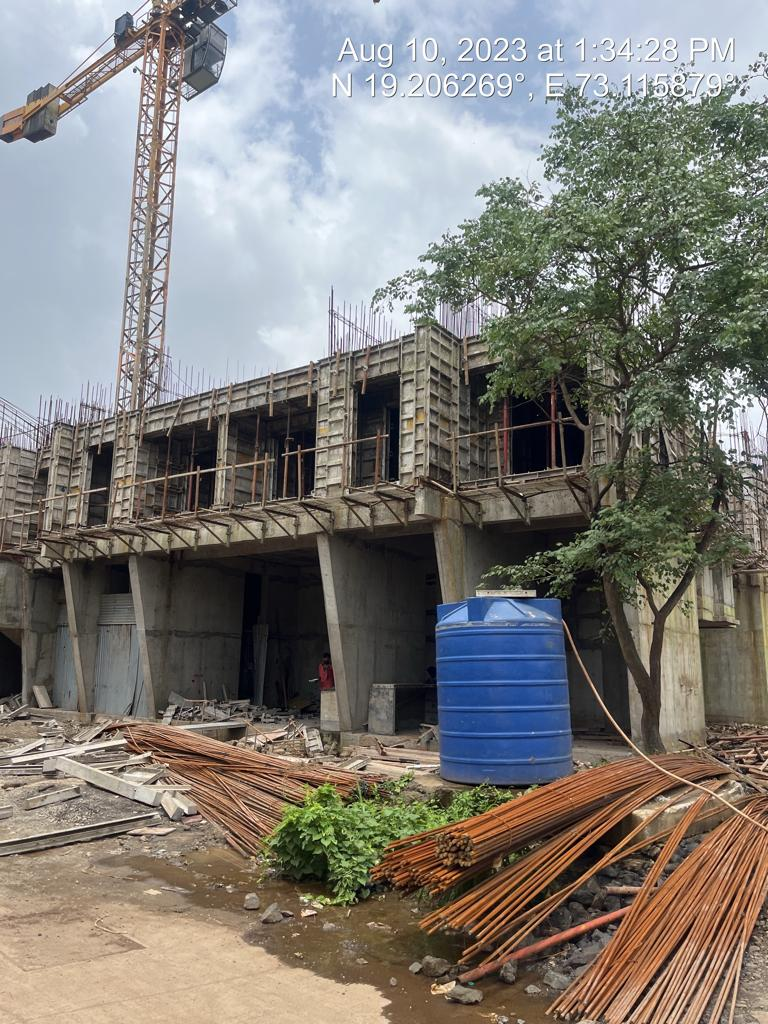 Aug 10, 2023 at 1:34:28 PM
N 19.206269°, E 73.115879°